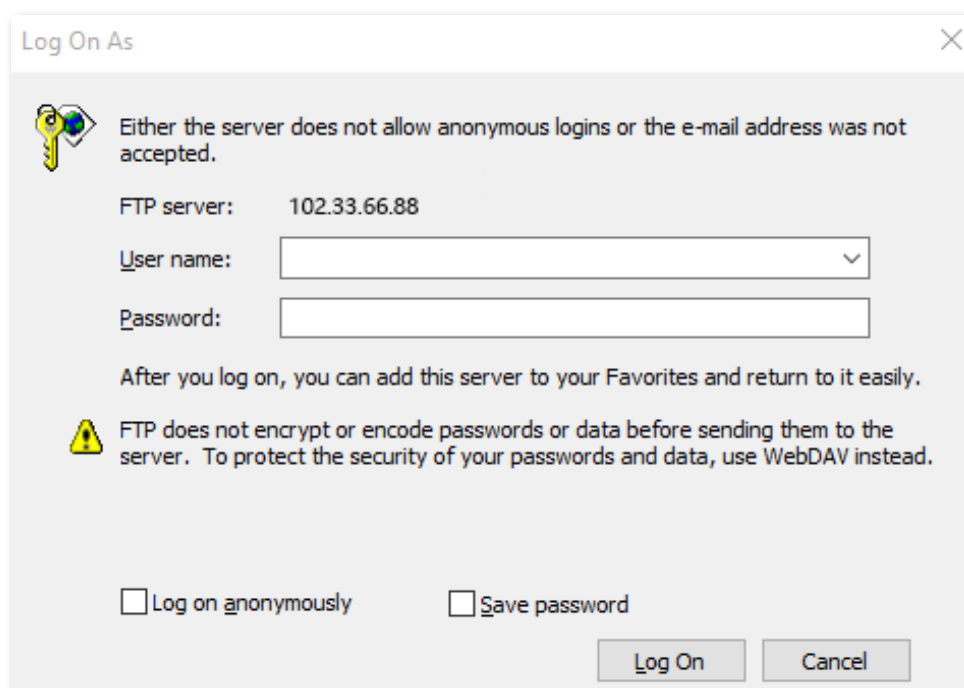 Log On As
Either the server does not allow anonymous logins or the e-mail address was not
accepted.
FTP server: 102.33.66.88
User name:
Password:
After you log on, you can add this server to your Favorites and return to it easily.
FTP does not encrypt or encode passwords or data before sending them to the
server. To protect the security of your passwords and data, use WebDAV instead.
Log on anonymously Save password
Log On Cancel